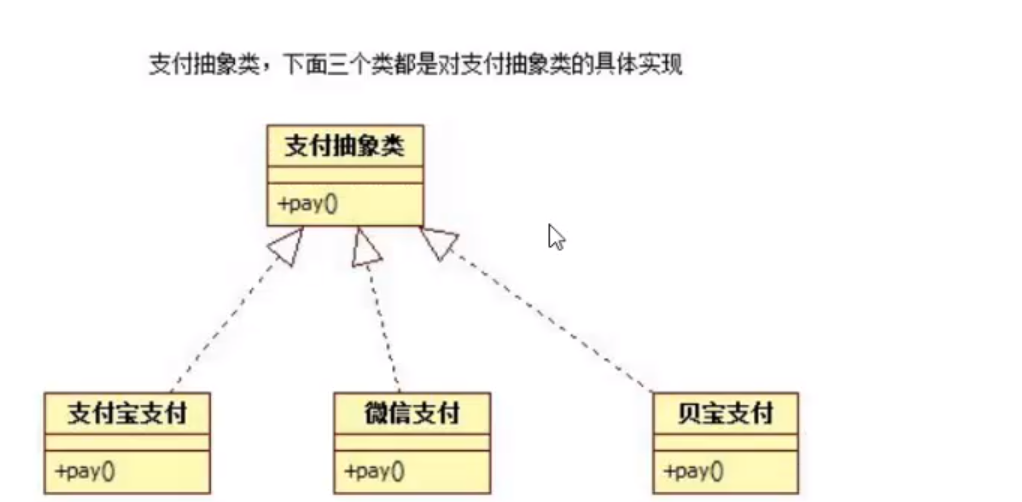 支付抽象类，下面三个类都是对支付抽象类的具体实现
支付抽象类
+pay()
支付宝支付
+pay()
微信支付
+pay()
贝宝支付
+pay()